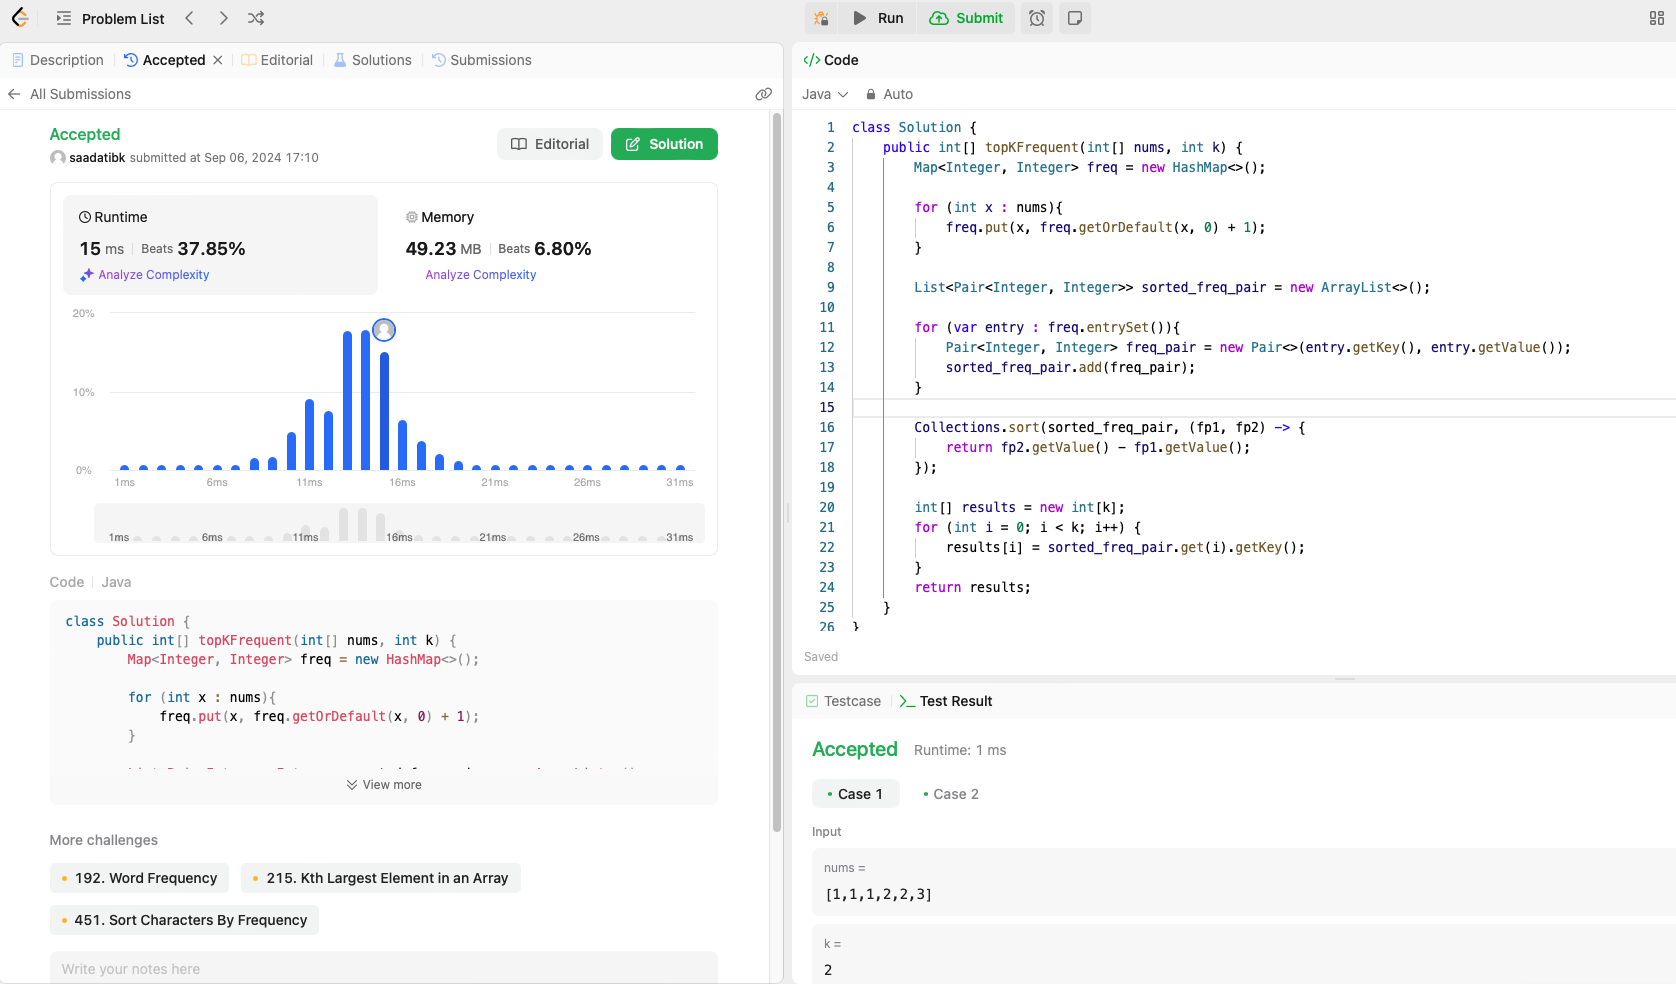 Problem List
Run
Submit
Description
Accepted
Editorial
Solutions
Submissions
All Submissions
Accepted
saadatibk submitted at Sep 06, 2024 17:10
Editorial
Solution
Runtime
15 ms
Beats 37.85%
Analyze Complexity
Memory
49.23 MB
Beats 6.80%
Analyze Complexity
20%
10%
0%
1ms 6ms 11ms 16ms 21ms 26ms 31ms
1ms 6ms 11ms 16ms 21ms 26ms 31ms
Code
Java
class Solution {
public int[] topKFrequent(int[] nums, int k) {
Map<Integer, Integer> freq = new HashMap<>();
for (int x : nums){
freq.put(x, freq.getOrDefault(x, 0) + 1);
}
View more
More challenges
192. Word Frequency
215. Kth Largest Element in an Array
451. Sort Characters By Frequency
Write your notes here
</> Code
Java
Auto
1 class Solution {
2 public int[] topKFrequent(int[] nums, int k) {
3 Map<Integer, Integer> freq = new HashMap<>();
4
5 for (int x : nums){
6 freq.put(x, freq.getOrDefault(x, 0) + 1);
7 }
8
9 List<Pair<Integer, Integer>> sorted_freq_pair = new ArrayList<>();
10
11 for (var entry : freq.entrySet()){
12 Pair<Integer, Integer> freq_pair = new Pair<>(entry.getKey(), entry.getValue());
13 sorted_freq_pair.add(freq_pair);
14 }
15
16 Collections.sort(sorted_freq_pair, (fp1, fp2) -> {
17 return fp2.getValue() - fp1.getValue();
18 });
19
20 int[] results = new int[k];
21 for (int i = 0; i < k; i++) {
22 results[i] = sorted_freq_pair.get(i).getKey();
23 }
24 return results;
25 }
26 }
Saved
Testcase
Test Result
Accepted
Runtime: 1 ms
Case 1
Case 2
Input
nums =
[1,1,1,2,2,3]
k =
2